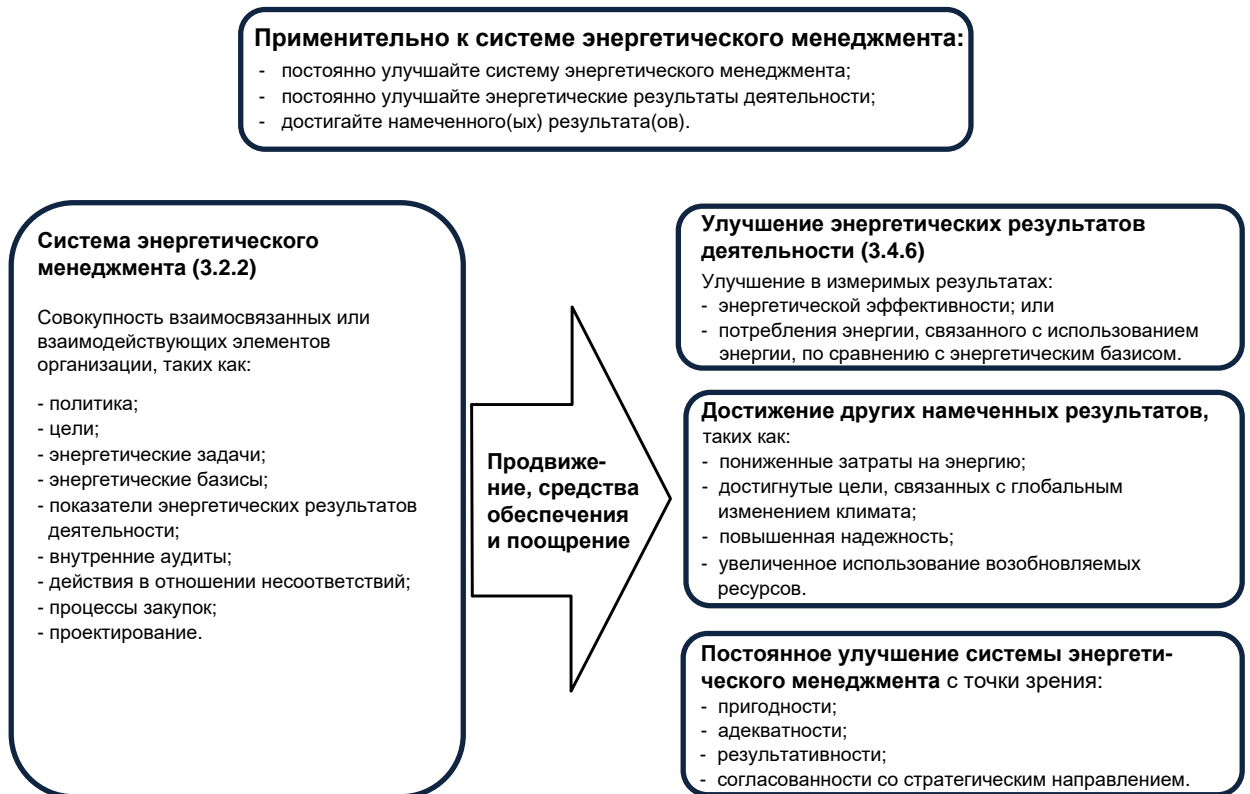 Применительно к системе энергетического менеджмента:
- постоянно улучшайте систему энергетического менеджмента;
- постоянно улучшайте энергетические результаты деятельности;
- достигайте намеченного(ых) результата(ов).
Система энергетического
менеджмента (3.2.2)
Совокупность взаимосвязанных или
взаимодействующих элементов
организации, таких как:
- политика;
- цели;
- энергетические задачи;
- энергетические базисы;
- показатели энергетических результатов
деятельности;
- внутренние аудиты;
- действия в отношении несоответствий;
- процессы закупок;
- проектирование.
Продвиже-
ние, средства
обеспечения
и поощрение
Улучшение энергетических результатов
деятельности (3.4.6)
Улучшение в измеримых результатах:
- энергетической эффективности; или
- потребления энергии, связанного с использованием
энергии, по сравнению с энергетическим базисом.
Достижение других намеченных результатов,
таких как:
- пониженные затраты на энергию;
- достигнутые цели, связанных с глобальным
изменением климата;
- повышенная надежность;
- увеличенное использование возобновляемых
ресурсов.
Постоянное улучшение системы энергети-
ческого менеджмента с точки зрения:
- пригодности;
- адекватности;
- результативности;
- согласованности со стратегическим направлением.